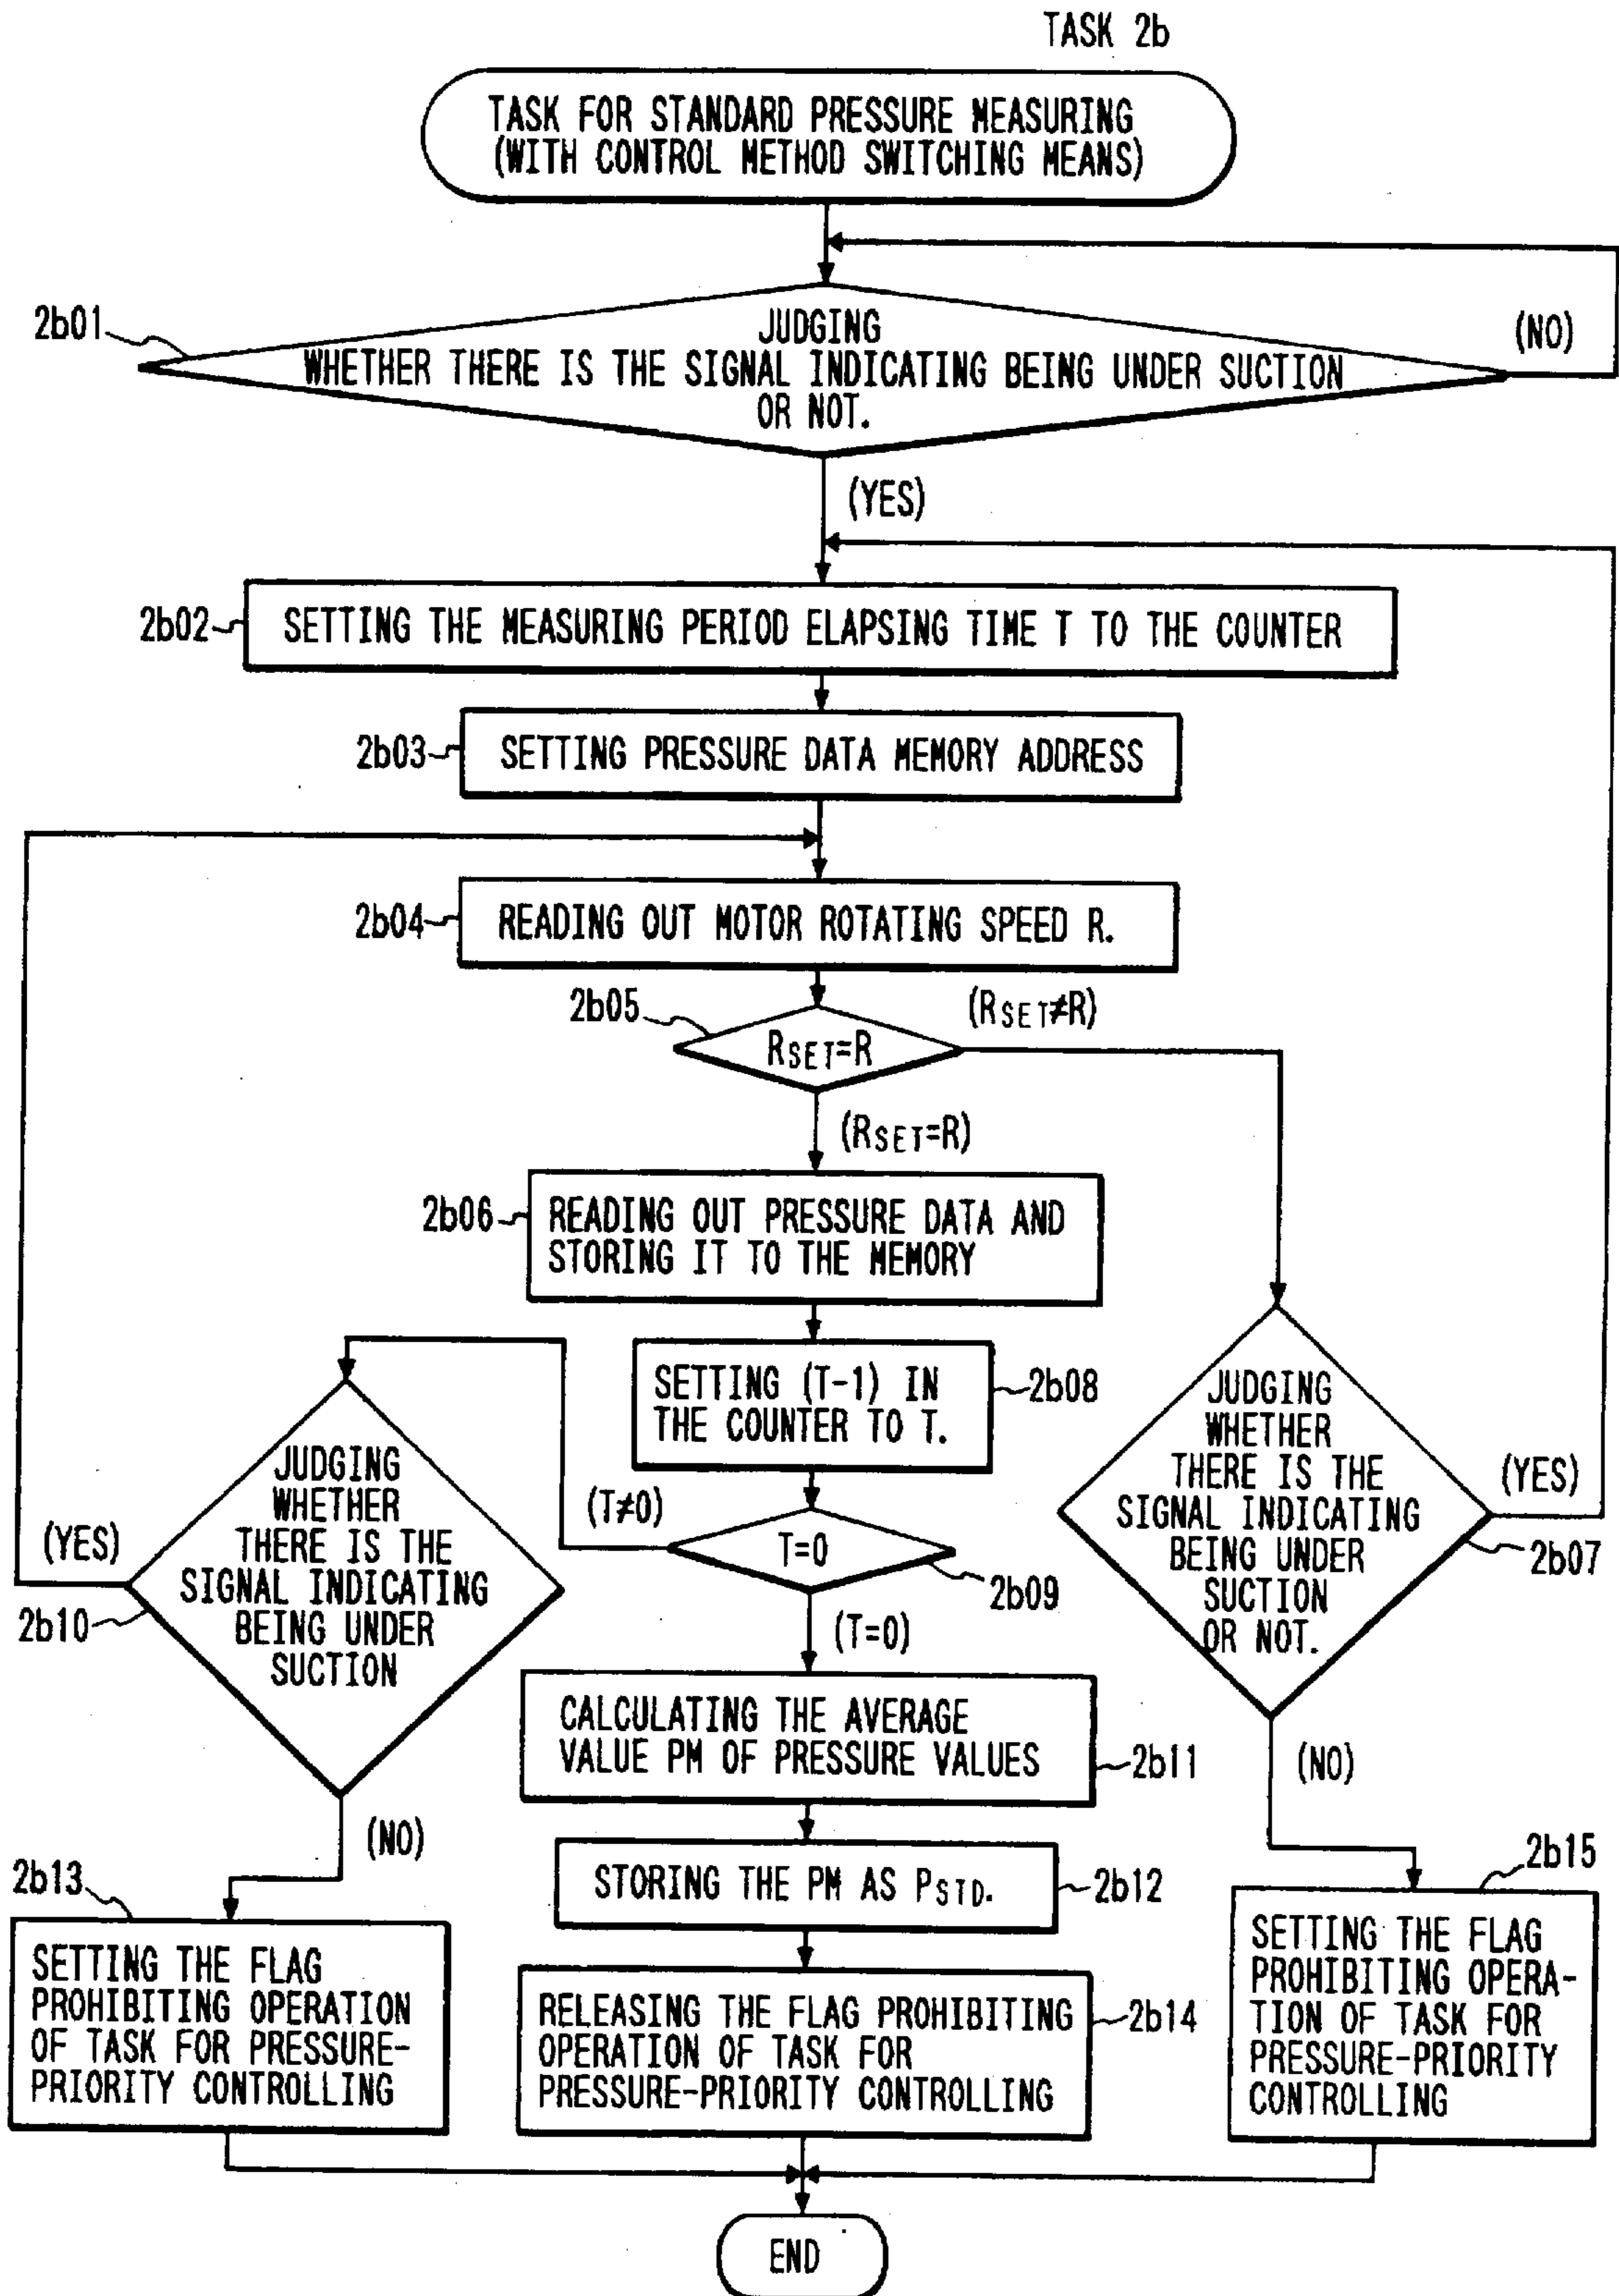 TASK 2b
TASK FOR STANDARD PRESSURE MEASURING
(WITH CONTROL METHOD SWITCHING MEANS)
2b01
JUDGING
WHETHER THERE IS THE SIGNAL INDICATING BEING UNDER SUCTION
OR NOT.
(NO)
(YES)
2b02
SETTING THE MEASURING PERIOD ELAPSING TIME T TO THE COUNTER
2b03
SETTING PRESSURE DATA MEMORY ADDRESS
2b04
READING OUT MOTOR ROTATING SPEED R.
2b05
RSET=R
(RSET≠R)
(RSET=R)
2b06
READING OUT PRESSURE DATA AND
STORING IT TO THE MEMORY
SETTING (T-1) IN
THE COUNTER TO T.
2b08
JUDGING
WHETHER
THERE IS THE
SIGNAL INDICATING
BEING UNDER
SUCTION
OR NOT.
(YES)
2b07
(NO)
T=0
2b09
(T≠0)
(T=0)
JUDGING
WHETHER
THERE IS THE
SIGNAL INDICATING
BEING UNDER
SUCTION
(YES)
2b10
(NO)
CALCULATING THE AVERAGE
VALUE PM OF PRESSURE VALUES
2b11
STORING THE PM AS PSTD.
2b12
2b13
SETTING THE FLAG
PROHIBITING OPERATION
OF TASK FOR PRESSURE-
PRIORITY CONTROLLING
RELEASING THE FLAG PROHIBITING
OPERATION OF TASK FOR
PRESSURE-PRIORITY CONTROLLING
2b14
2b15
SETTING THE FLAG
PROHIBITING OPERA-
TION OF TASK FOR
PRESSURE-PRIORITY
CONTROLLING
END